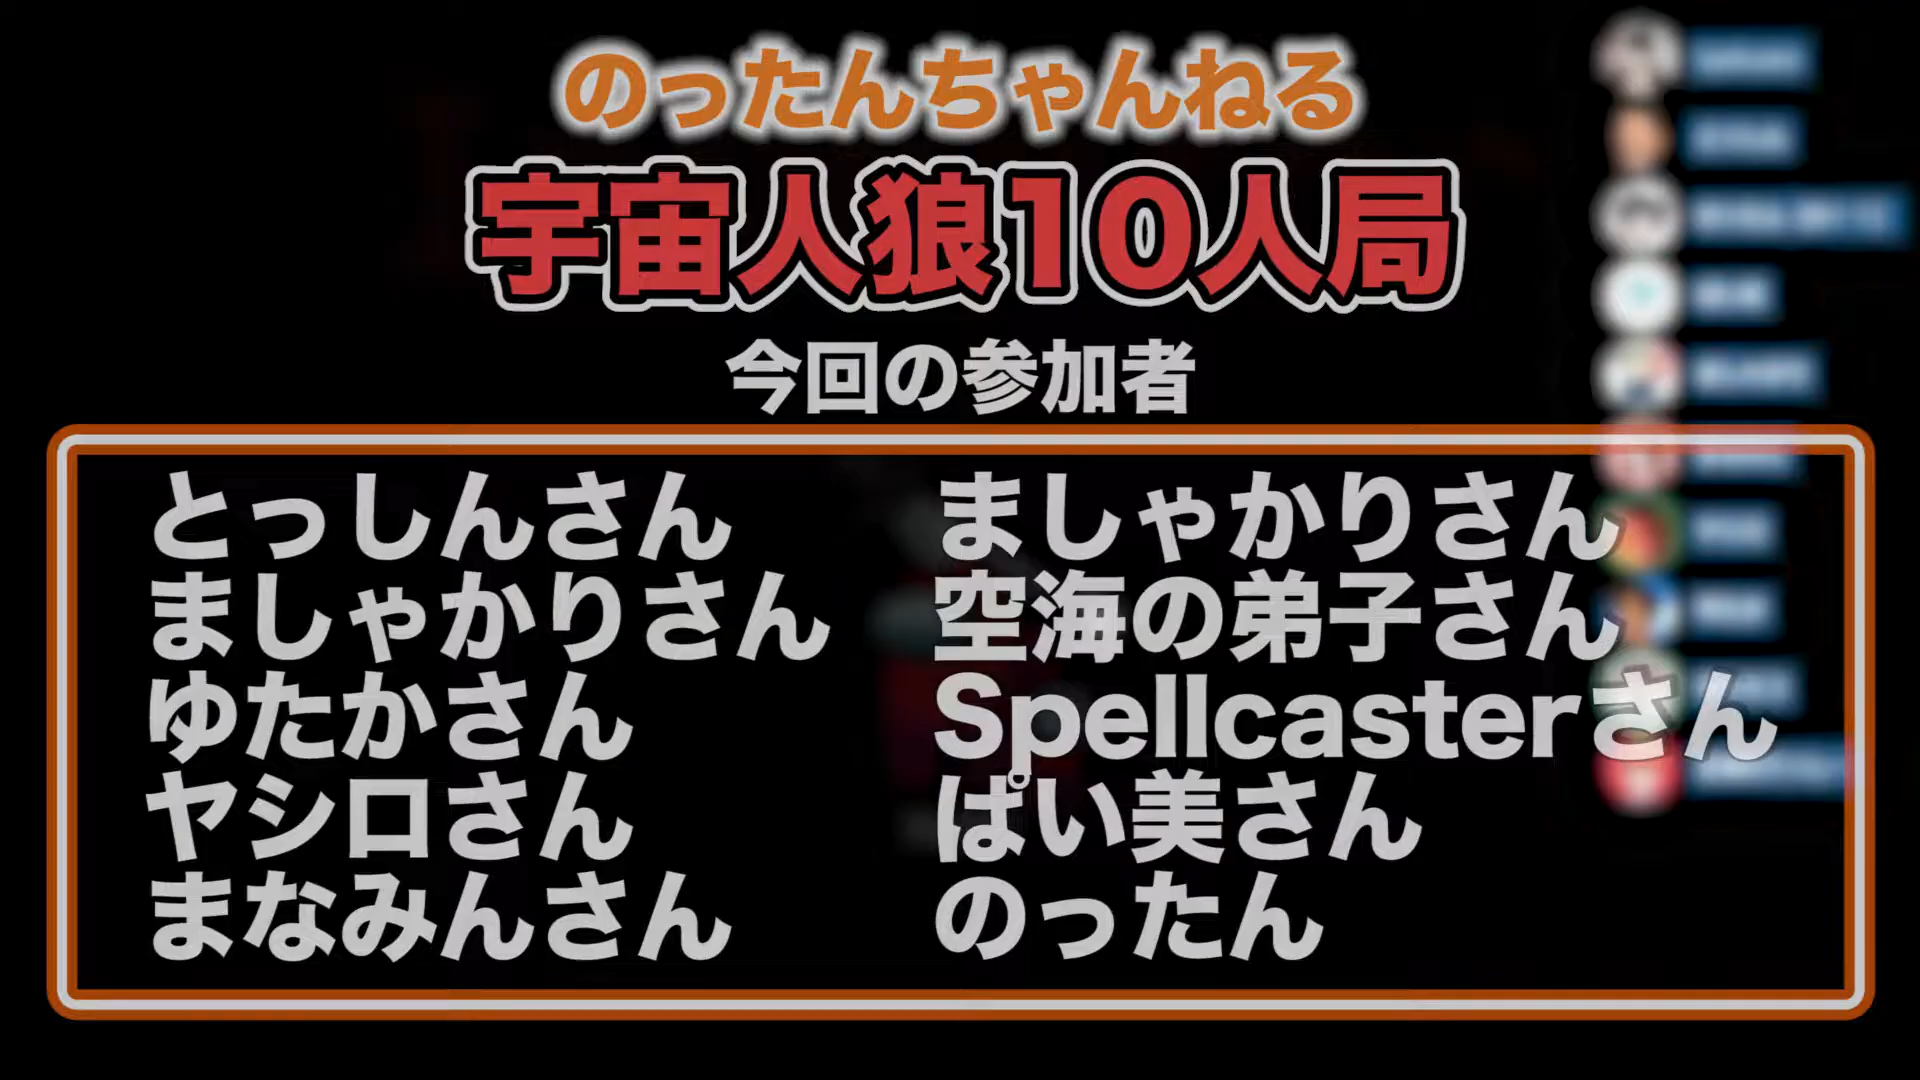 のったんちゃんねる
宇宙人狼10人局
今回の参加者
とっしんさん
ましゃかりさん
ゆたかさん
ヤシロさん
まなみんさん
ましゃかりさん
空海の弟子さん
Spellcasterさん
ぱい美さん
のったん